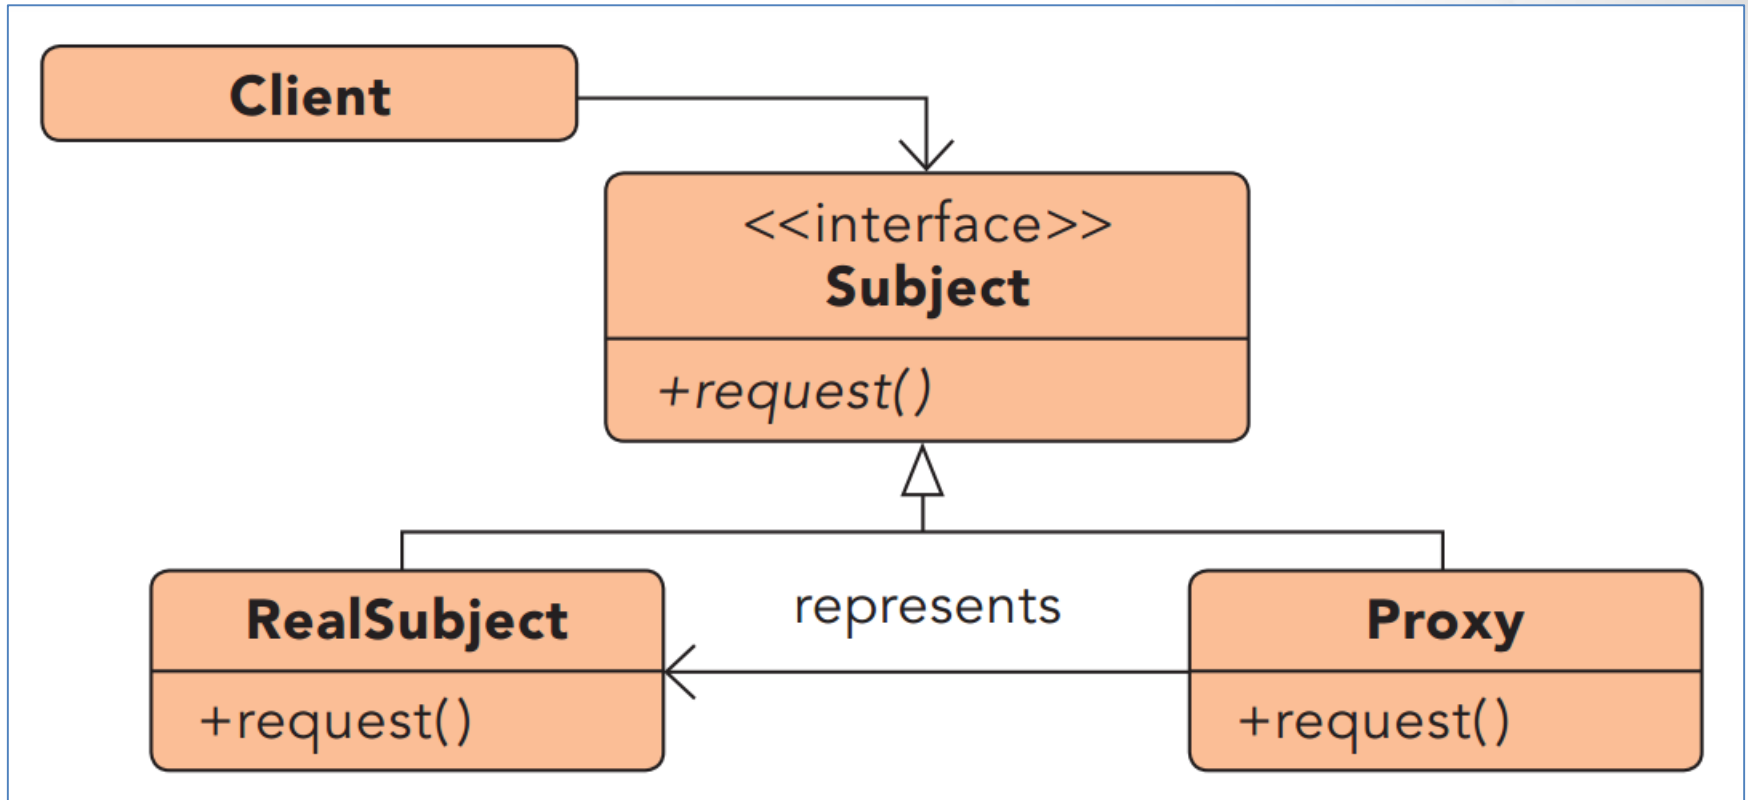 Client
<<interface>>
Subject
+request()
represents
RealSubject
Proxy
+request()
+request()